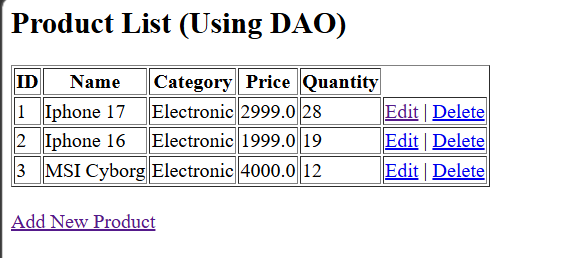 Product List (Using DAO)
ID Name Category Price Quantity
1 Iphone 17 Electronic 2999.0 28 Edit | Delete
2 Iphone 16 Electronic 1999.0 19 Edit | Delete
3 MSI Cyborg Electronic 4000.0 12 Edit | Delete
Add New Product